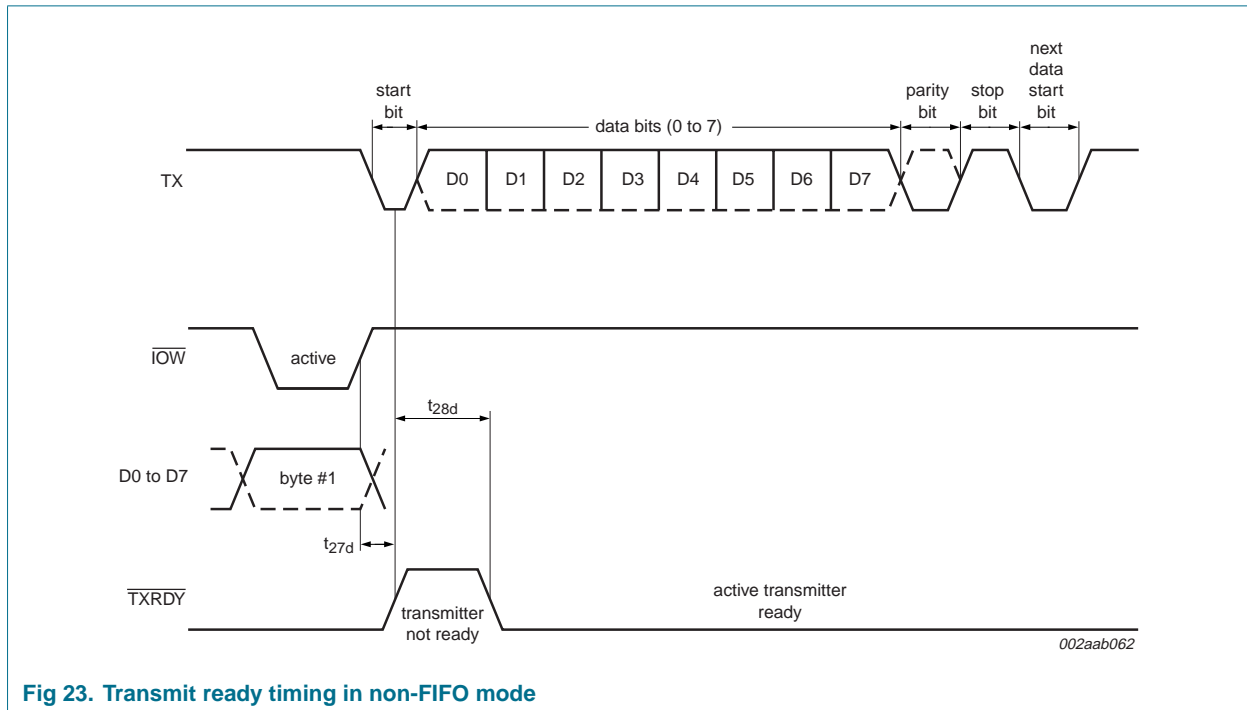 next
data
start
bit
start
bit
parity
bit
stop
bit
data bits (0 to 7)
TX
D0
D1
D2
D3
D4
D5
D6
D7
IOW
active
t28d
D0 to D7
byte #1
t27d
TXRDY
transmitter
not ready
active transmitter
ready
002aab062
Fig 23. Transmit ready timing in non-FIFO mode